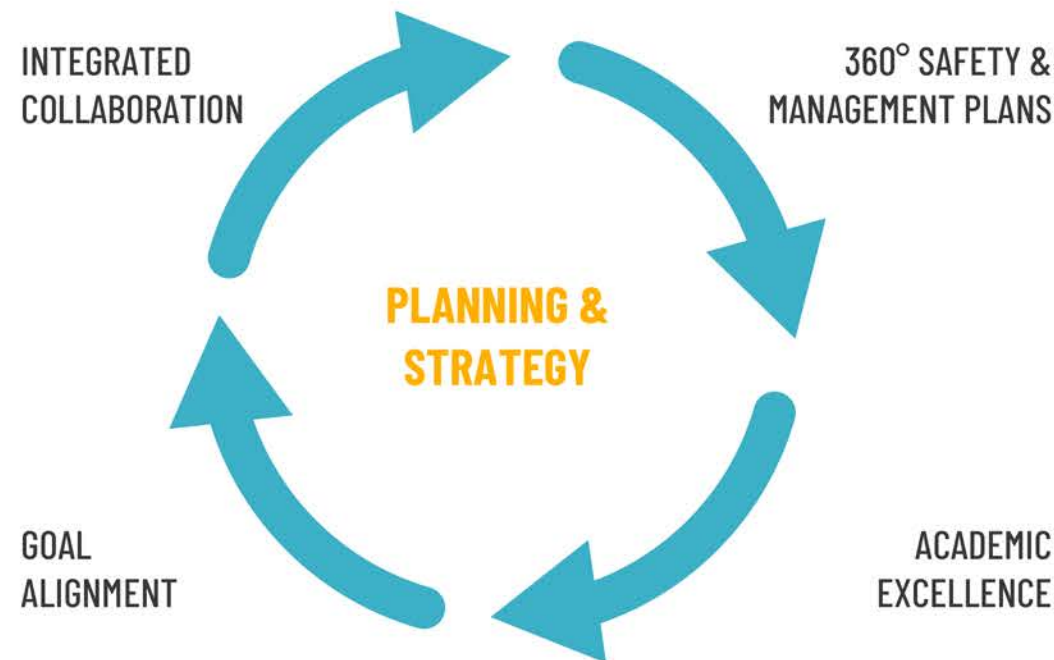 INTEGRATED
COLLABORATION
360° SAFETY &
MANAGEMENT PLANS
PLANNING &
STRATEGY
GOAL
ALIGNMENT
ACADEMIC
EXCELLENCE